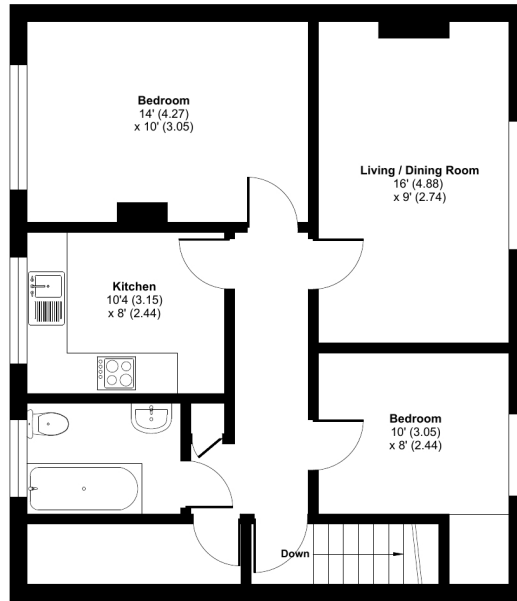 Bedroom
14' (4.27)
x 10' (3.05)
Living / Dining Room
16' (4.88)
x 9' (2.74)
Kitchen
10'4 (3.15)
x 8' (2.44)
Bedroom
10' (3.05)
x 8' (2.44)
Down